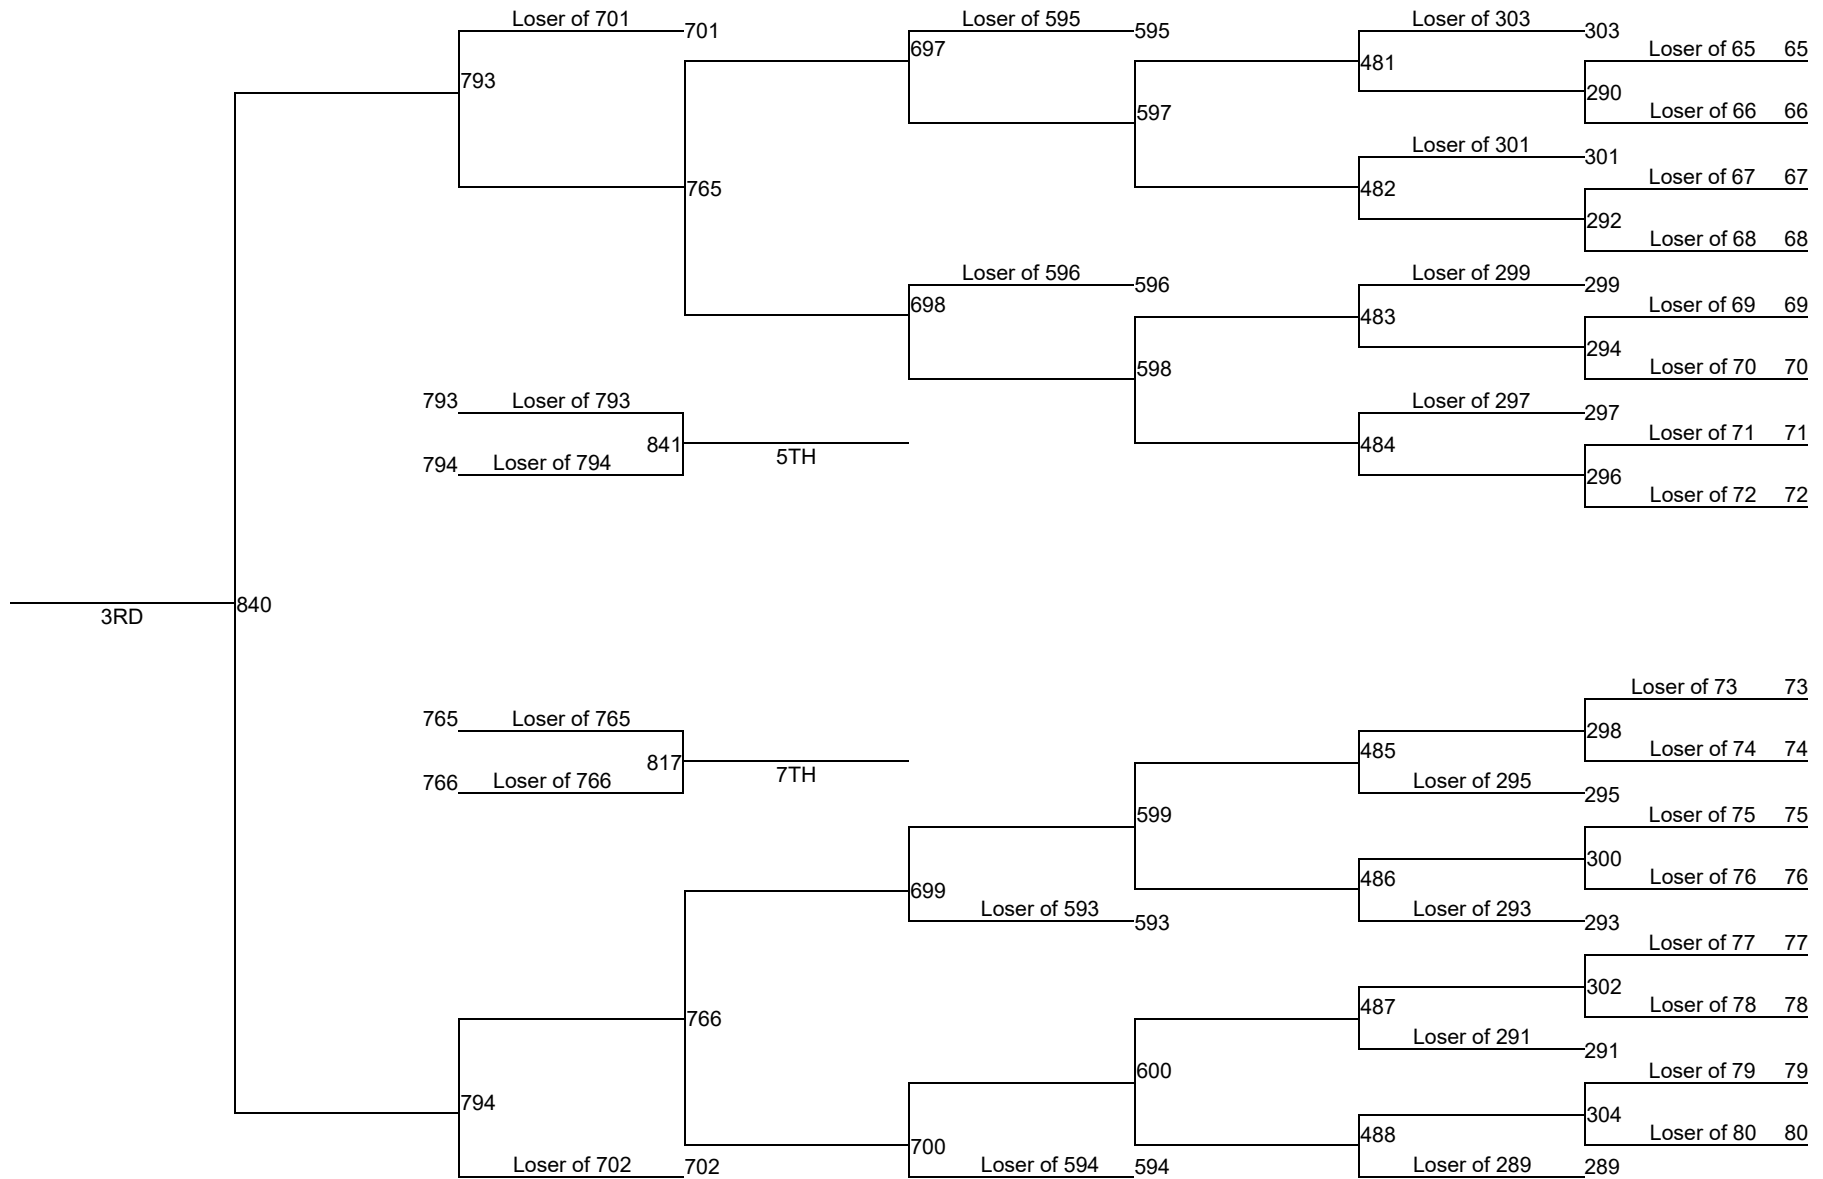 Loser of 701 701 Loser of 595 595 Loser of 303 303
697 Loser of 65 65
481
793 290
597 Loser of 66 66
Loser of 301 301
765 482 Loser of 67 67
292
Loser of 68 68
Loser of 596 596 Loser of 299 299
698 483 Loser of 69 69
294
598 Loser of 70 70
793 Loser of 793 Loser of 297 297
841 5TH 484 Loser of 71 71
794 Loser of 794 296
Loser of 72 72
840
3RD
Loser of 73 73
765 Loser of 765 298
817 7TH 485 Loser of 74 74
766 Loser of 766 Loser of 295 295
599 Loser of 75 75
300
486 Loser of 76 76
699 Loser of 593 593 Loser of 293 293
Loser of 77 77
302
766 487 Loser of 78 78
Loser of 291 291
600 Loser of 79 79
794 304
700 488 Loser of 80 80
Loser of 702 702 Loser of 594 594 Loser of 289 289